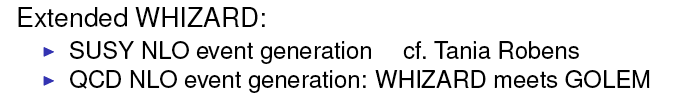 Extended WHIZARD:
► SUSY NLO event generation cf. Tania Robens
► QCD NLO event generation: WHIZARD meets GOLEM